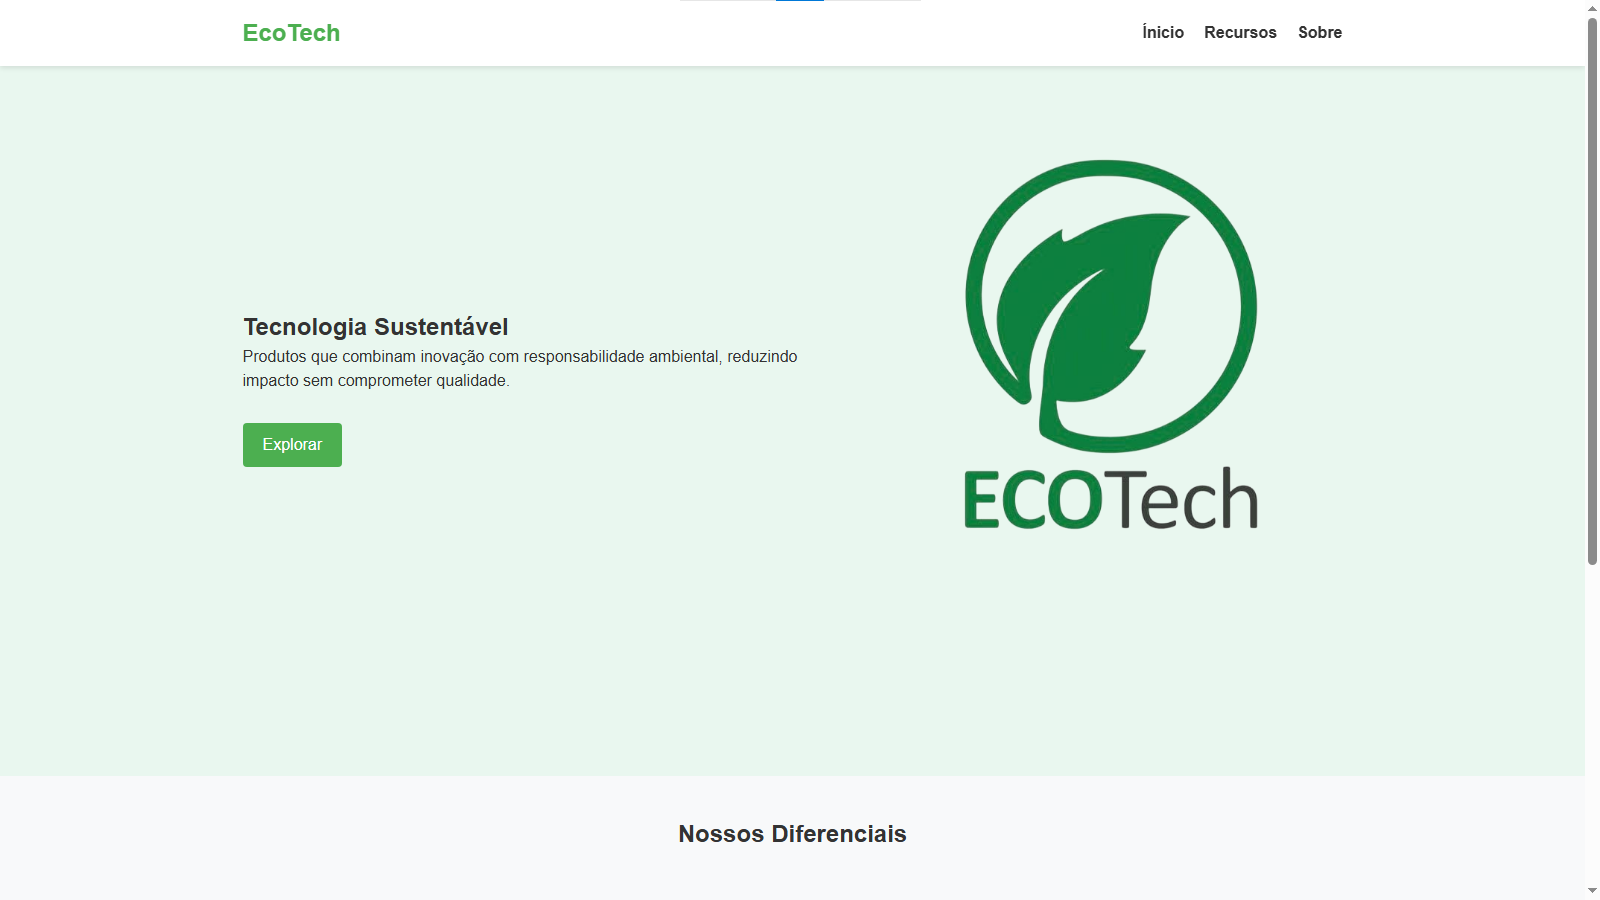 EcoTech
Ínicio Recursos Sobre
Tecnologia Sustentável
Produtos que combinam inovação com responsabilidade ambiental, reduzindo
impacto sem comprometer qualidade.
Explorar
ECOTech
Nossos Diferenciais